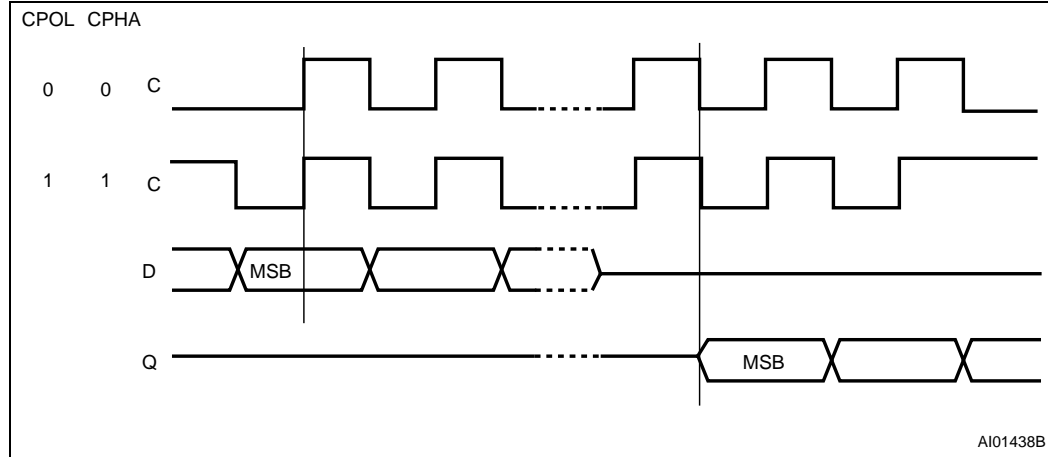 CPOL CPHA
0 0 C
1 1 C
D MSB
Q MSB
AI01438B